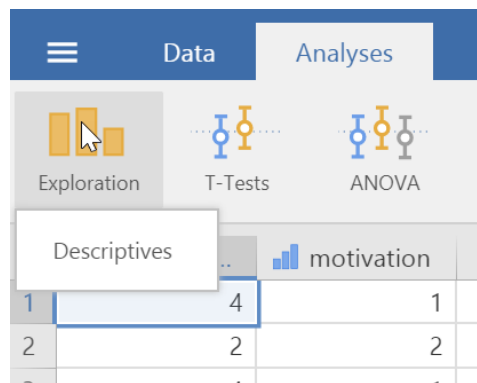 Data Analyses
Exploration T-Tests ANOVA
Descriptives .. motivation
1 4 1
2 2 2